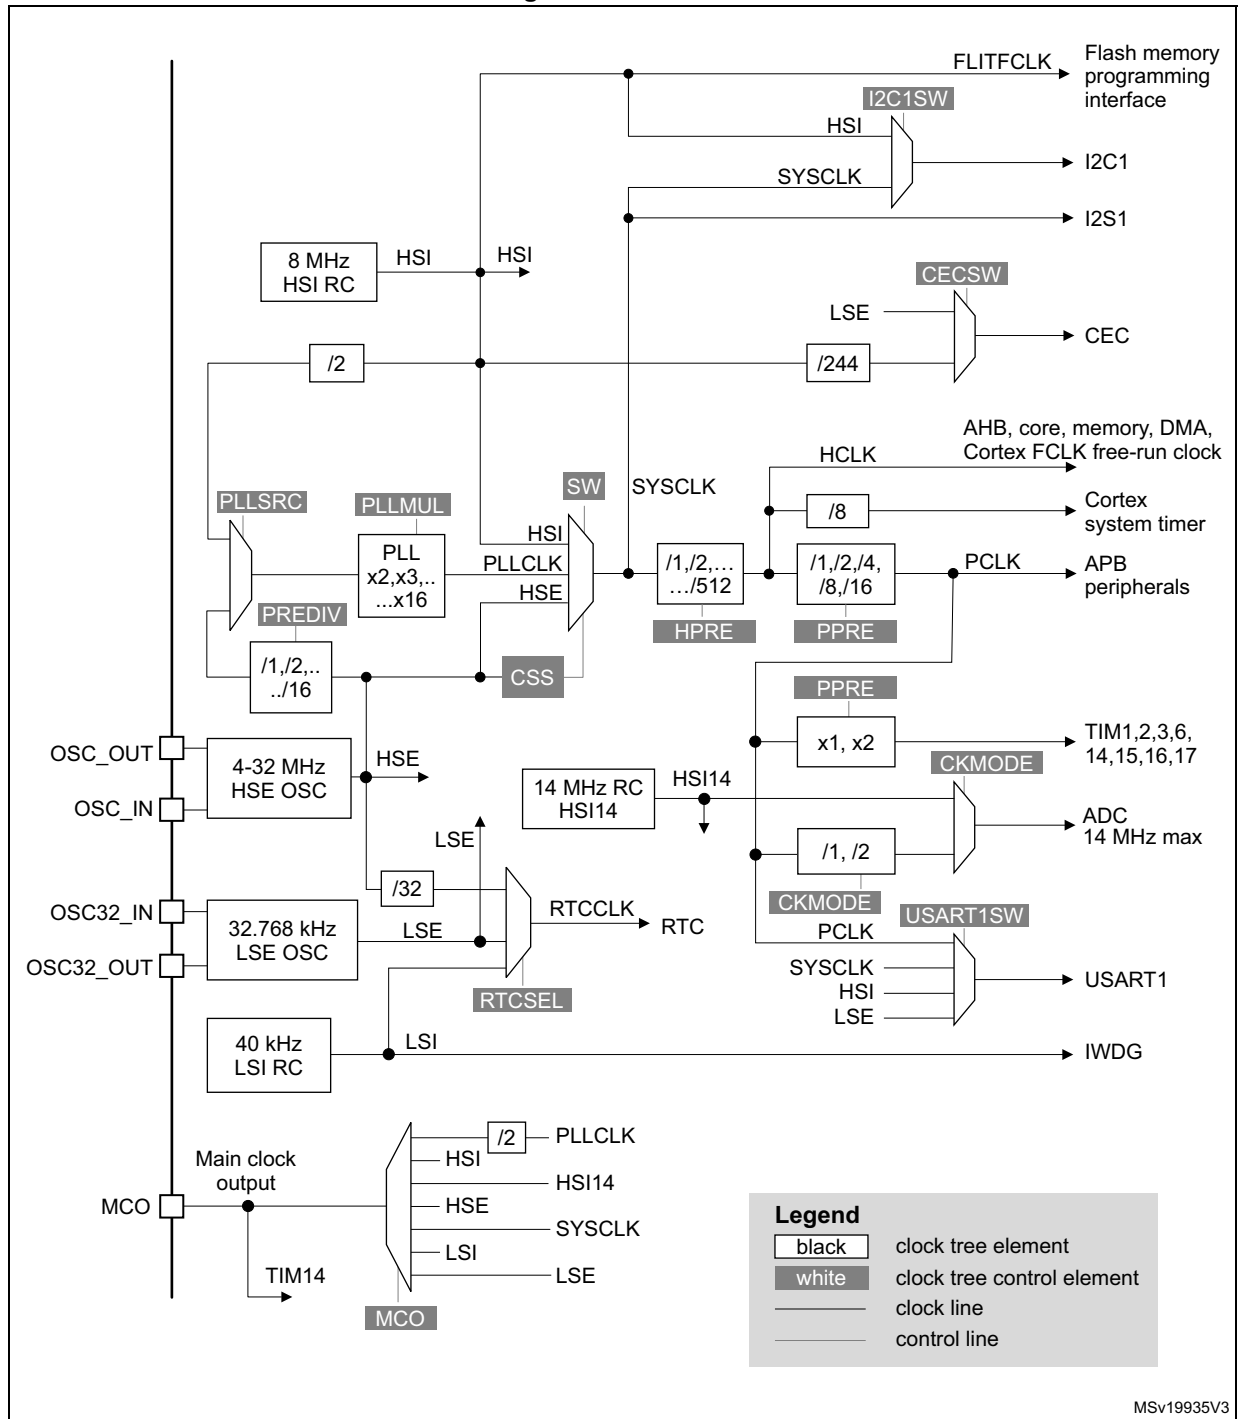 FLITFCLK
Flash memory
programming
interface
I2C1SW
HSI
I2C1
SYSCLK
I2S1
8 MHz
HSI RC
HSI
HSI
CECSW
LSE
CEC
/2
/244
AHB, core, memory, DMA,
Cortex FCLK free-run clock
HCLK
SW
SYSCLK
/8
Cortex
system timer
PLLSRC
PLLMUL
HSI
PLL
x2,x3,..
...x16
PLLCLK
HSE
/1,/2,…
…/512
/1,/2,/4,
/8,/16
PCLK
APB
peripherals
HPRE
PPRE
PREDIV
/1,/2,..
../16
CSS
PPRE
x1, x2
TIM1,2,3,6,
14,15,16,17
OSC_OUT
OSC_IN
4-32 MHz
HSE OSC
HSE
14 MHz RC
HSI14
HSI14
CKMODE
ADC
14 MHz max
/1, /2
CKMODE
LSE
/32
OSC32_IN
OSC32_OUT
32.768 kHz
LSE OSC
LSE
RTCCLK
RTC
RTCSEL
USART1SW
PCLK
SYSCLK
HSI
LSE
USART1
40 kHz
LSI RC
LSI
IWDG
/2
PLLCLK
HSI
HSI14
HSE
SYSCLK
LSI
LSE
Main clock
output
MCO
TIM14
MCO
Legend
black
clock tree element
white
clock tree control element
clock line
control line
MSv19935V3